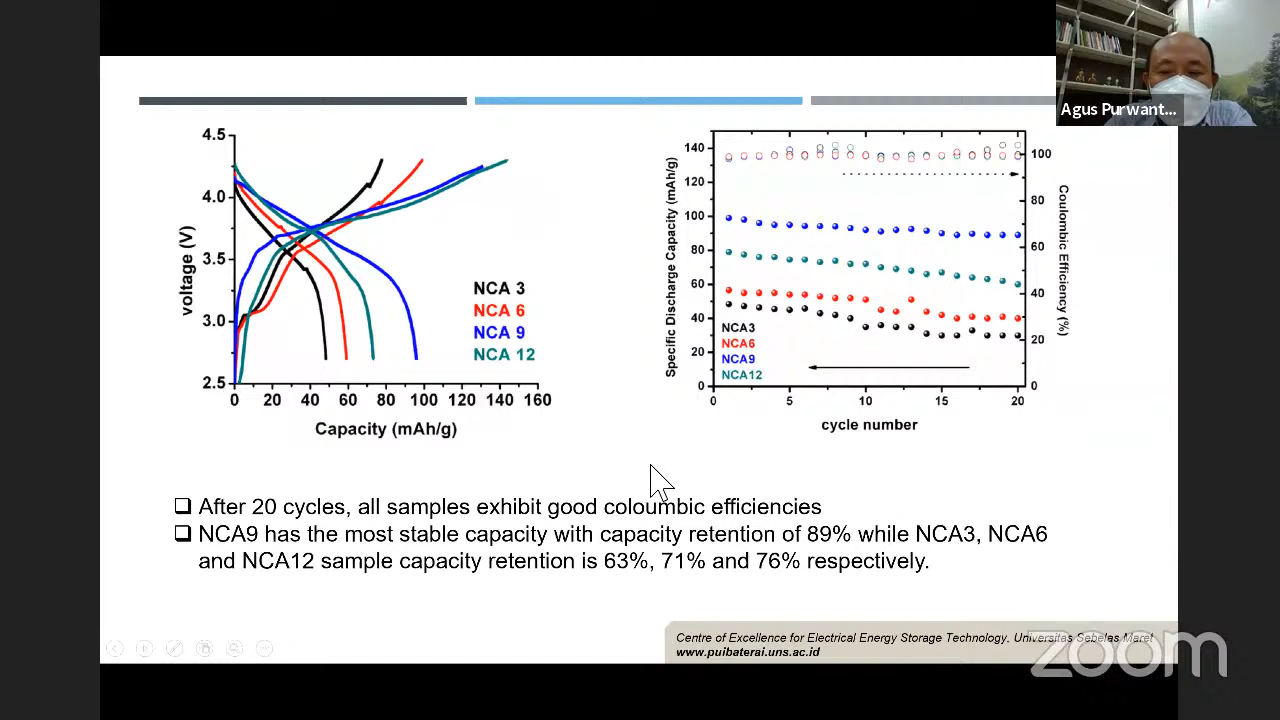 Agus Purwant...
4.5
4.0
3.5
3.0
2.5
voltage (V)
0 20 40 60 80 100 120 140 160
Capacity (mAh/g)
NCA 3
NCA 6
NCA 9
NCA 12
140
120
100
80
60
40
20
0
Specific Discharge Capacity (mAh/g)
NCA3
NCA6
NCA9
NCA12
0 5 10 15 20
cycle number
100
80
60
40
20
0
Coulombic Efficiency (%)
❑ After 20 cycles, all samples exhibit good coloumbic efficiencies
❑ NCA9 has the most stable capacity with capacity retention of 89% while NCA3, NCA6
and NCA12 sample capacity retention is 63%, 71% and 76% respectively.
Centre of Excellence for Electrical Energy Storage Technology, Universitas Sebelas Maret
www.puibaterai.uns.ac.id
zoom